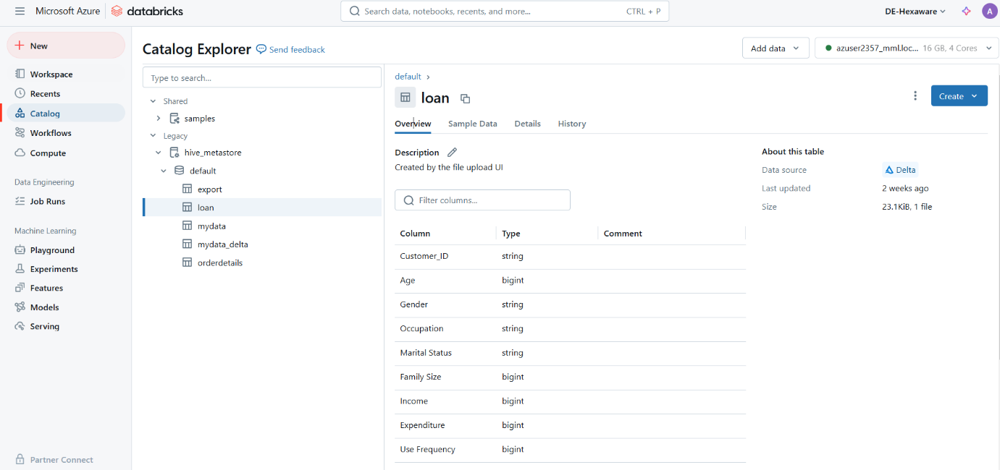 Microsoft Azure databricks
Search data, notebooks, recents, and more... CTRL + P
DE-Hexaware
A
New
Workspace
Recents
Catalog
Workflows
Compute
Data Engineering
Job Runs
Machine Learning
Playground
Experiments
Features
Models
Serving
Partner Connect
Catalog Explorer Send feedback
Add data
azuser2357_mml.loc... 16 GB, 4 Cores
Type to search...
Shared
samples
Legacy
hive_metastore
default
export
loan
mydata
mydata_delta
orderdetails
default ›
loan
Create
Overview Sample Data Details History
Description
Created by the file upload UI
Filter columns...
Column Type Comment
Customer_ID string
Age bigint
Gender string
Occupation string
Marital Status string
Family Size bigint
Income bigint
Expenditure bigint
Use Frequency bigint
About this table
Data source Delta
Last updated 2 weeks ago
Size 23.1KiB, 1 file